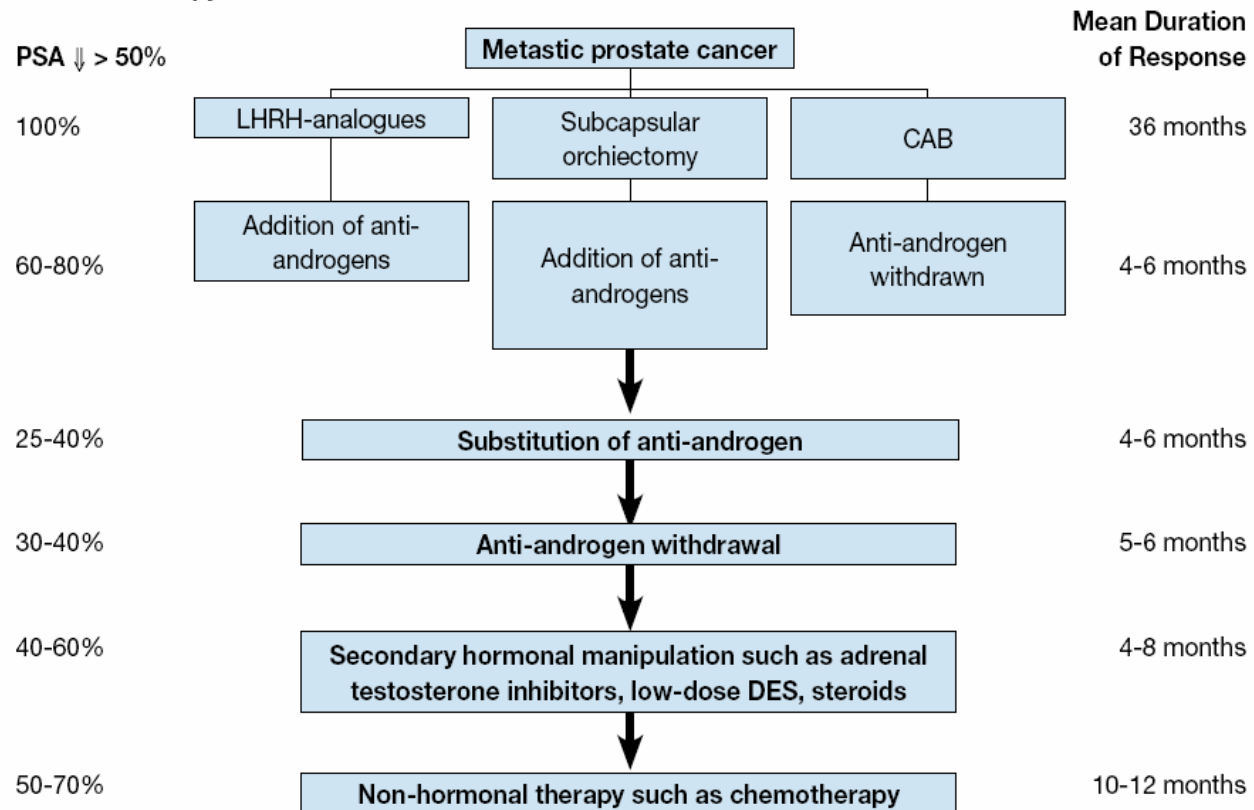 Mean Duration
of Response
PSA ⇓ > 50%
Metastic prostate cancer
100%
LHRH-analogues
Subcapsular
orchiectomy
CAB
36 months
60-80%
Addition of anti-
androgens
Addition of anti-
androgens
Anti-androgen
withdrawn
4-6 months
25-40%
Substitution of anti-androgen
4-6 months
30-40%
Anti-androgen withdrawal
5-6 months
40-60%
Secondary hormonal manipulation such as adrenal
testosterone inhibitors, low-dose DES, steroids
4-8 months
50-70%
Non-hormonal therapy such as chemotherapy
10-12 months